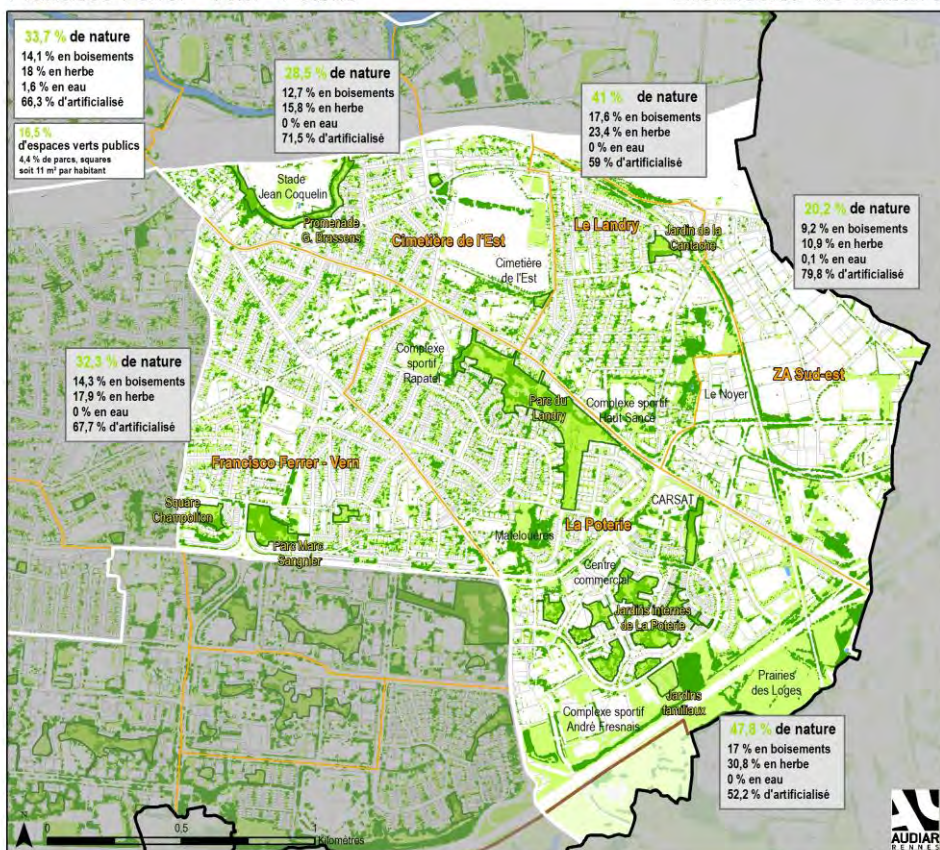 33,7 % de nature
14,1 % en boisements
18 % en herbe
1,6 % en eau
66,3 % d'artificialisé
16,5 %
d'espaces verts publics
4,4 % de parcs, squares
soit 11 m² par habitant
28,5 % de nature
12,7 % en boisements
15,8 % en herbe
0 % en eau
71,5 % d'artificialisé
41 % de nature
17,6 % en boisements
23,4 % en herbe
0 % en eau
59 % d'artificialisé
20,2 % de nature
9,2 % en boisements
10,9 % en herbe
0,1 % en eau
79,8 % d'artificialisé
Stade
Jean Coquelin
Promenade
G. Brassens
Cimetière de l'Est
Cimetière
de l'Est
Le Landry
Jardin de la
Cantache
32,3 % de nature
14,3 % en boisements
17,9 % en herbe
0 % en eau
67,7 % d'artificialisé
Complexe
sportif
Rapatel
Parc du
Landry
Complexe sportif
Haut Sancé
Le Noyer
ZA Sud-est
Francisco Ferrer - Vern
Square
Champollion
Parc Marc
Sangnier
CARSAT
La Poterie
Malelouères
Centre
commercial
Jardins internes
de La Poterie
Jardins
familiaux
Prairies
des Loges
Complexe sportif
André Fresnais
47,8 % de nature
17 % en boisements
30,8 % en herbe
0 % en eau
52,2 % d'artificialisé
0 0,5 1
Kilomètres
AUDIAR
RENNES